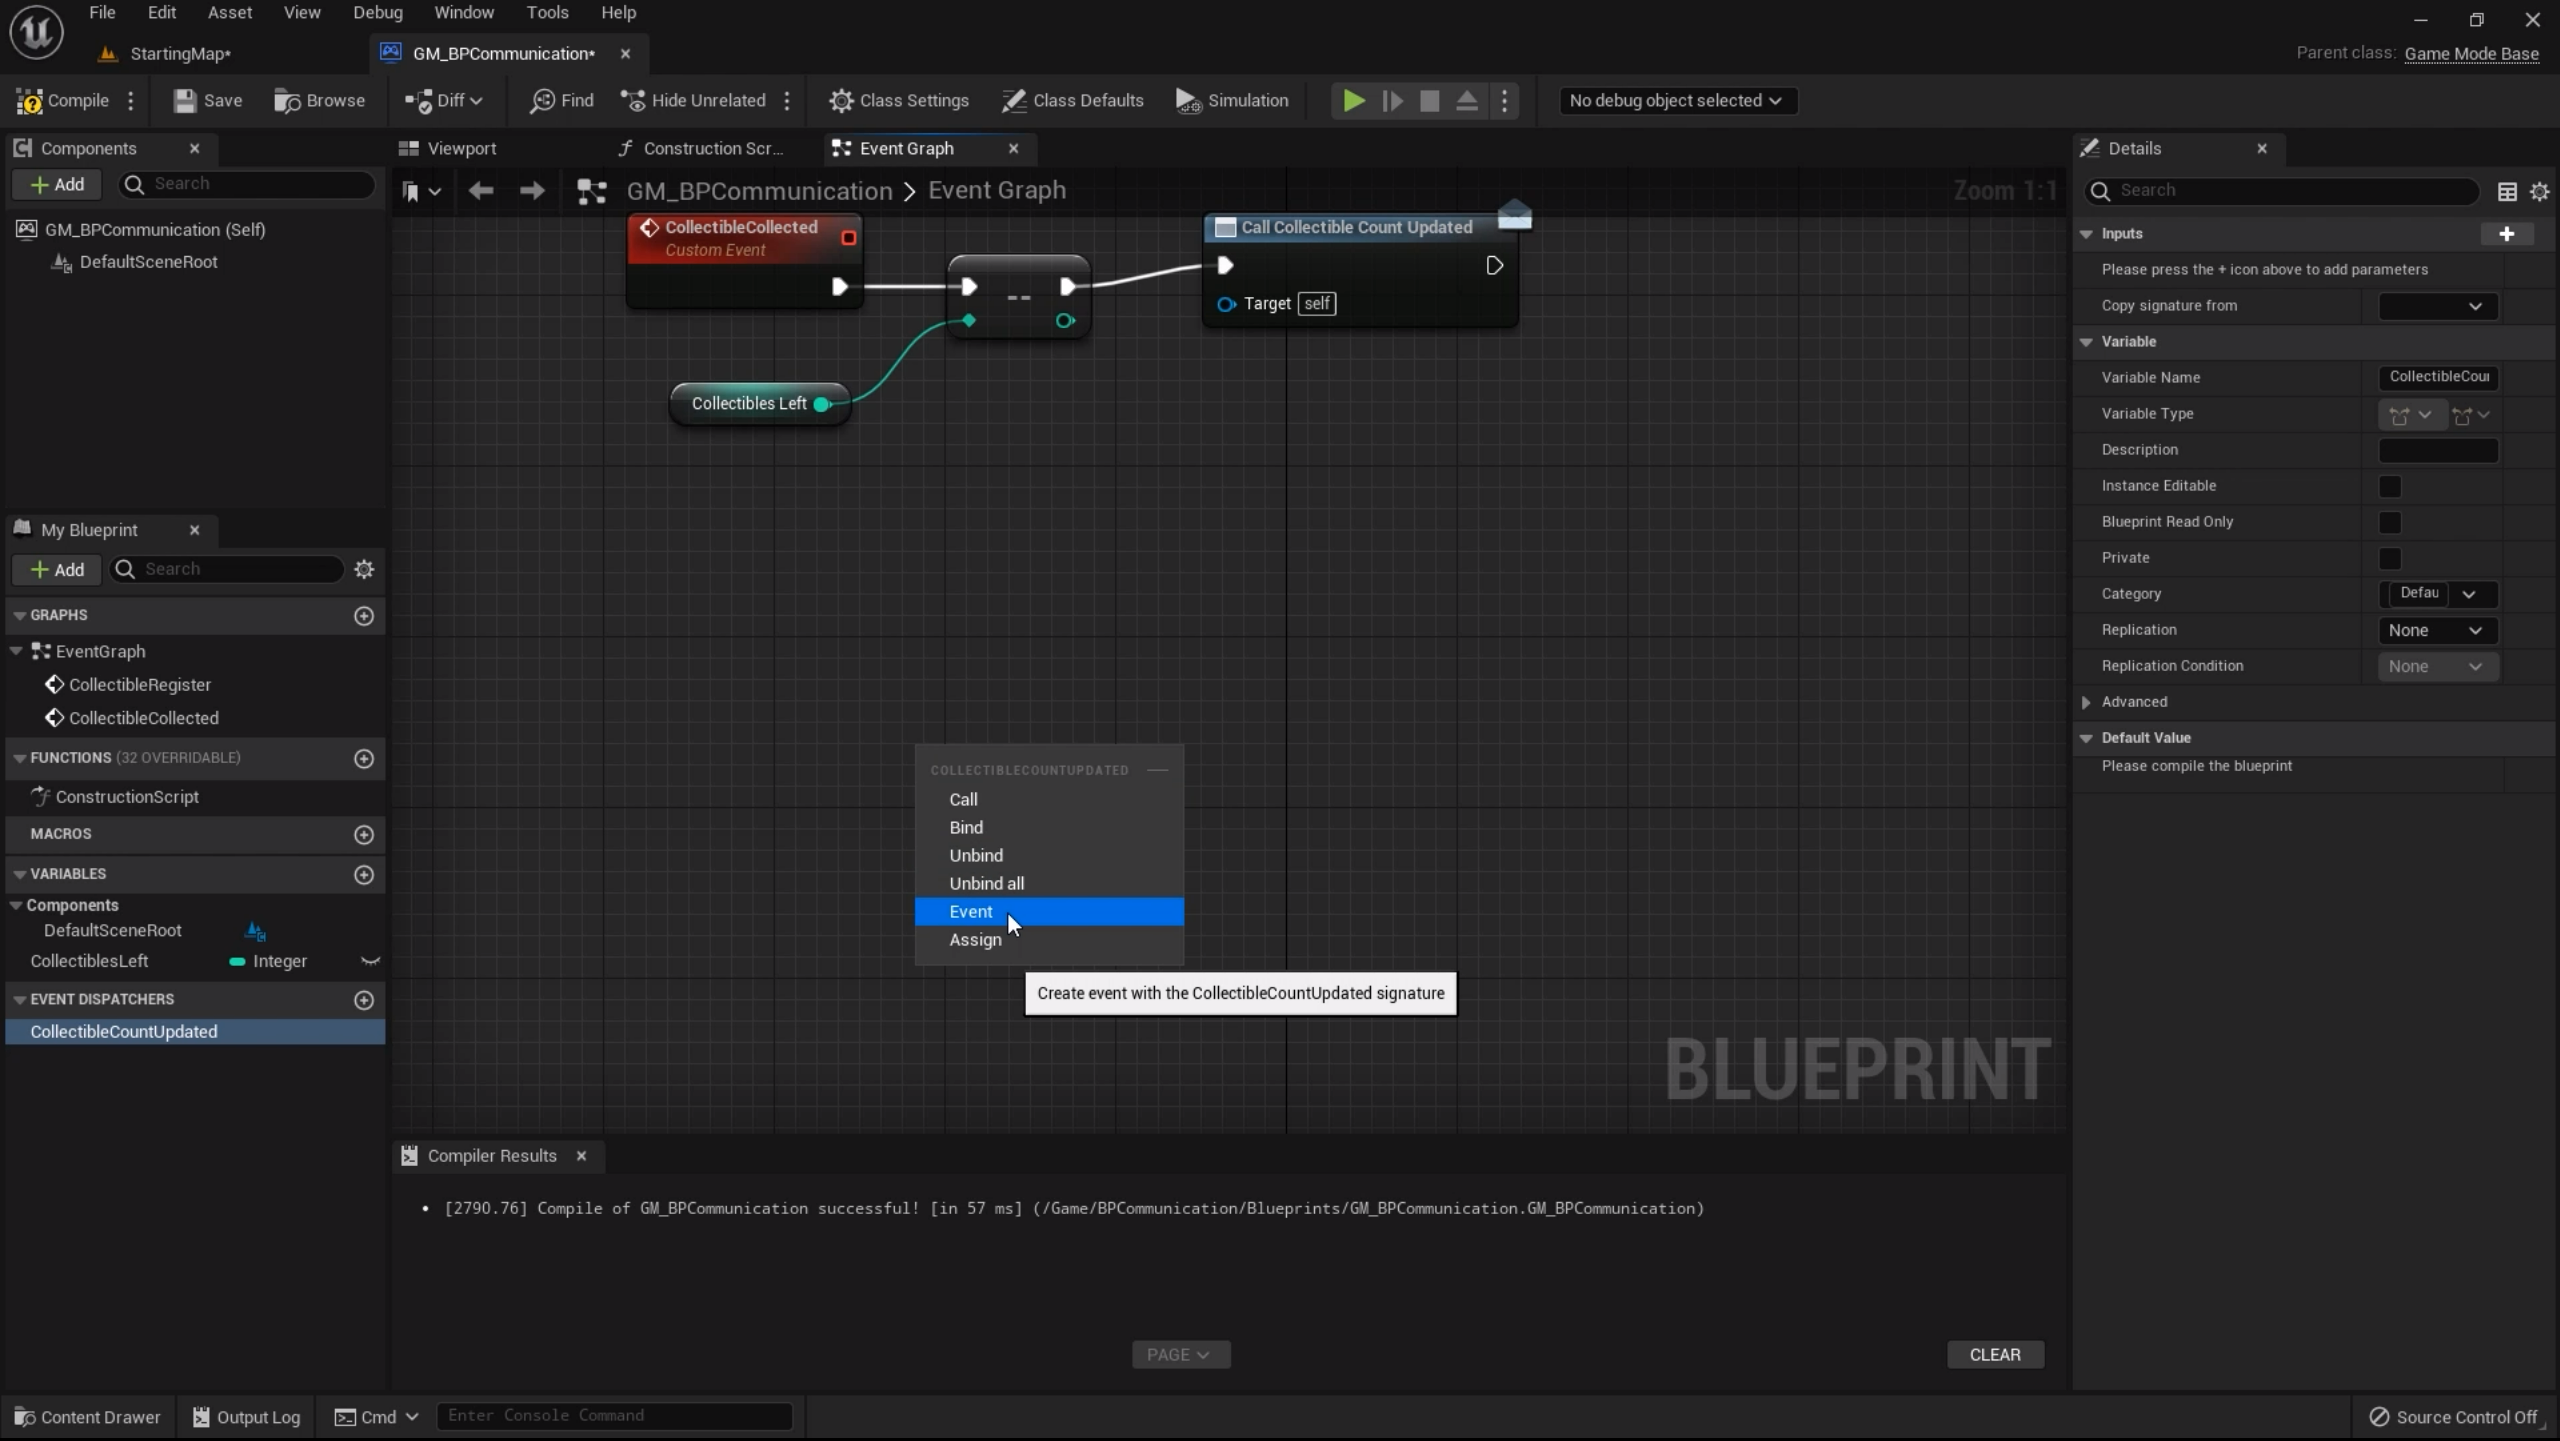 File Edit Asset View Debug Window Tools Help
StartingMap*
GM_BPCommunication*
Parent class: Game Mode Base
Compile Save Browse Diff Find Hide Unrelated Class Settings Class Defaults Simulation No debug object selected
Components
Add Search
GM_BPCommunication (Self)
DefaultSceneRoot
My Blueprint
Add Search
GRAPHS
EventGraph
CollectibleRegister
CollectibleCollected
FUNCTIONS (32 OVERRIDABLE)
ConstructionScript
MACROS
VARIABLES
Components
DefaultSceneRoot
CollectiblesLeft Integer
EVENT DISPATCHERS
CollectibleCountUpdated
Viewport Construction Scr... Event Graph
GM_BPCommunication > Event Graph
Zoom 1:1
CollectibleCollected
Custom Event
--
Call Collectible Count Updated
Target self
Collectibles Left
COLLECTIBLECOUNTUPDATED
Call
Bind
Unbind
Unbind all
Event
Assign
Create event with the CollectibleCountUpdated signature
BLUEPRINT
Compiler Results
• [2790.76] Compile of GM_BPCommunication successful! [in 57 ms] (/Game/BPCommunication/Blueprints/GM_BPCommunication.GM_BPCommunication)
PAGE
CLEAR
Details
Search
Inputs
Please press the + icon above to add parameters
Copy signature from
Variable
Variable Name CollectibleCou
Variable Type
Description
Instance Editable
Blueprint Read Only
Private
Category Defau
Replication None
Replication Condition None
Advanced
Default Value
Please compile the blueprint
Content Drawer Output Log Cmd Enter Console Command
Source Control Off